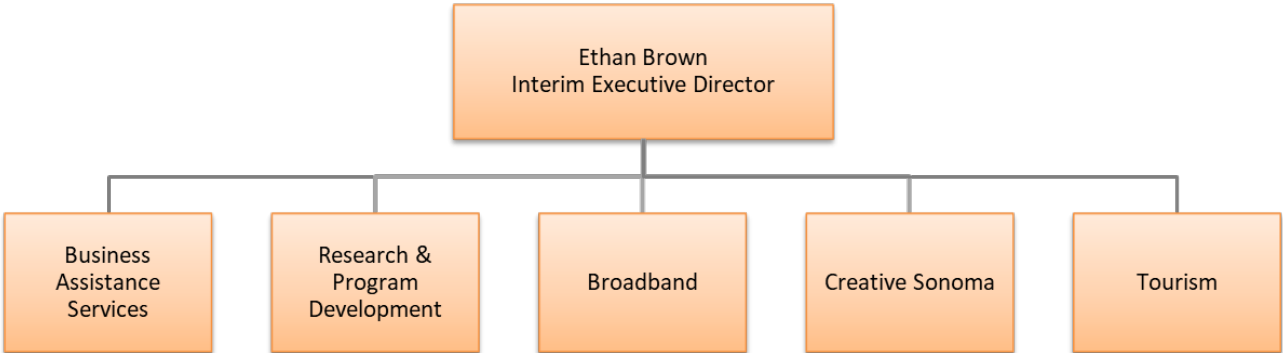 Ethan Brown
Interim Executive Director
Business
Assistance
Services
Research &
Program
Development
Broadband
Creative Sonoma
Tourism